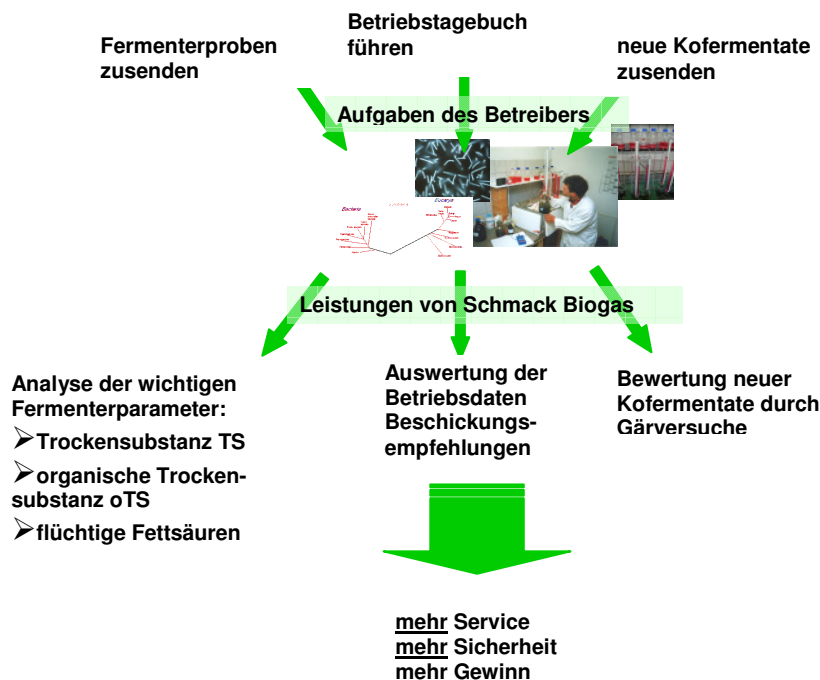 Betriebstagebuch
führen
Fermenterproben
zusenden
neue Kofermentate
zusenden
Aufgaben des Betreibers
Bacteria
Eucarya
Leistungen von Schmack Biogas
Analyse der wichtigen
Fermenterparameter:
➢Trockensubstanz TS
➢organische Trocken-
substanz oTS
➢flüchtige Fettsäuren
Auswertung der
Betriebsdaten
Beschickungs-
empfehlungen
Bewertung neuer
Kofermentate durch
Gärversuche
mehr Service
mehr Sicherheit
mehr Gewinn